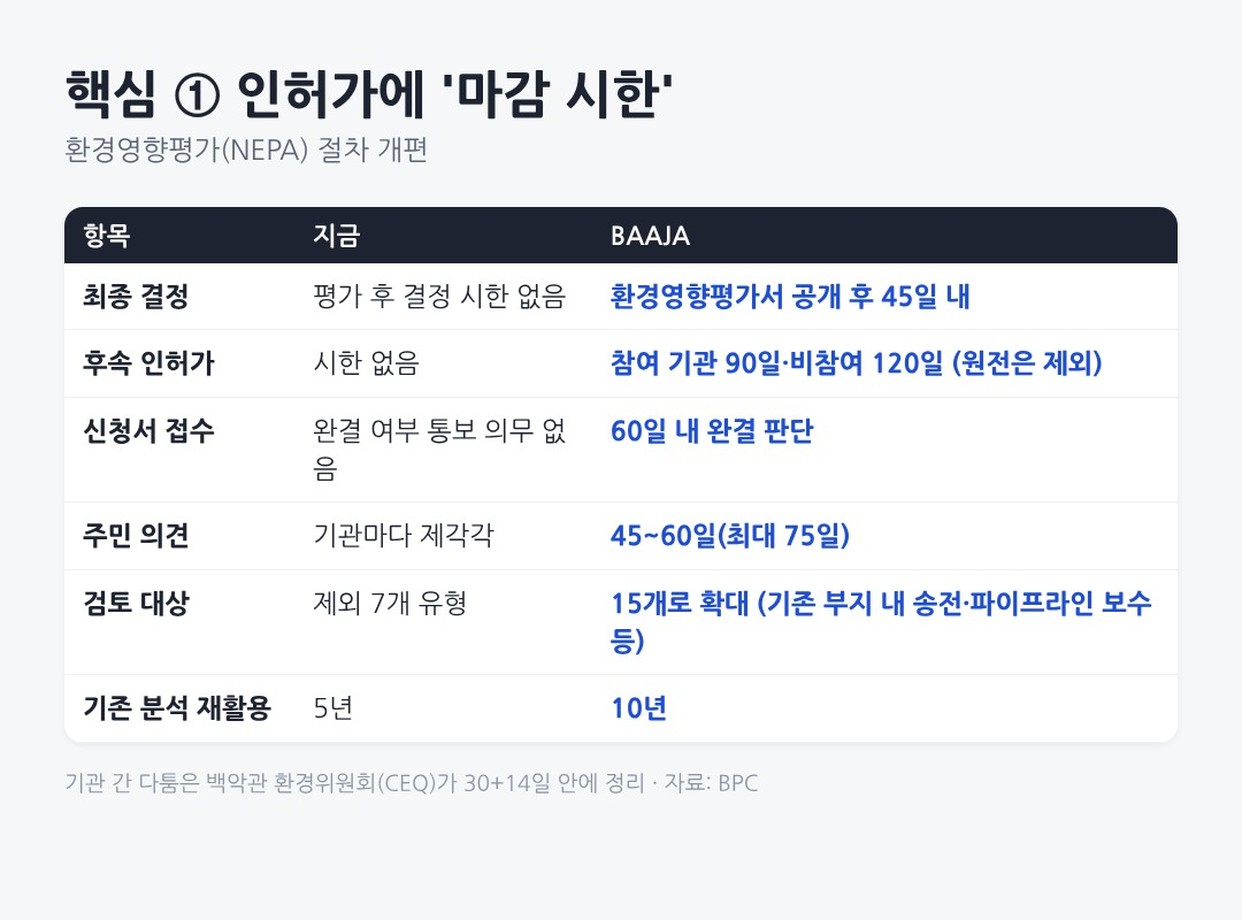 핵심 ① 인허가에 '마감 시한'
환경영향평가(NEPA) 절차 개편
항목 지금 BAAJA
최종 결정 평가 후 결정 시한 없음 환경영향평가서 공개 후 45일 내
후속 인허가 시한 없음 참여 기관 90일·비참여 120일 (원전은 제외)
신청서 접수 완결 여부 통보 의무 없 60일 내 완결 판단
음
주민 의견 기관마다 제각각 45~60일(최대 75일)
검토 대상 제외 7개 유형 15개로 확대 (기존 부지 내 송전·파이프라인 보수
등)
기존 분석 재활용 5년 10년
기관 간 다툼은 백악관 환경위원회(CEQ)가 30+14일 안에 정리 · 자료: BPC